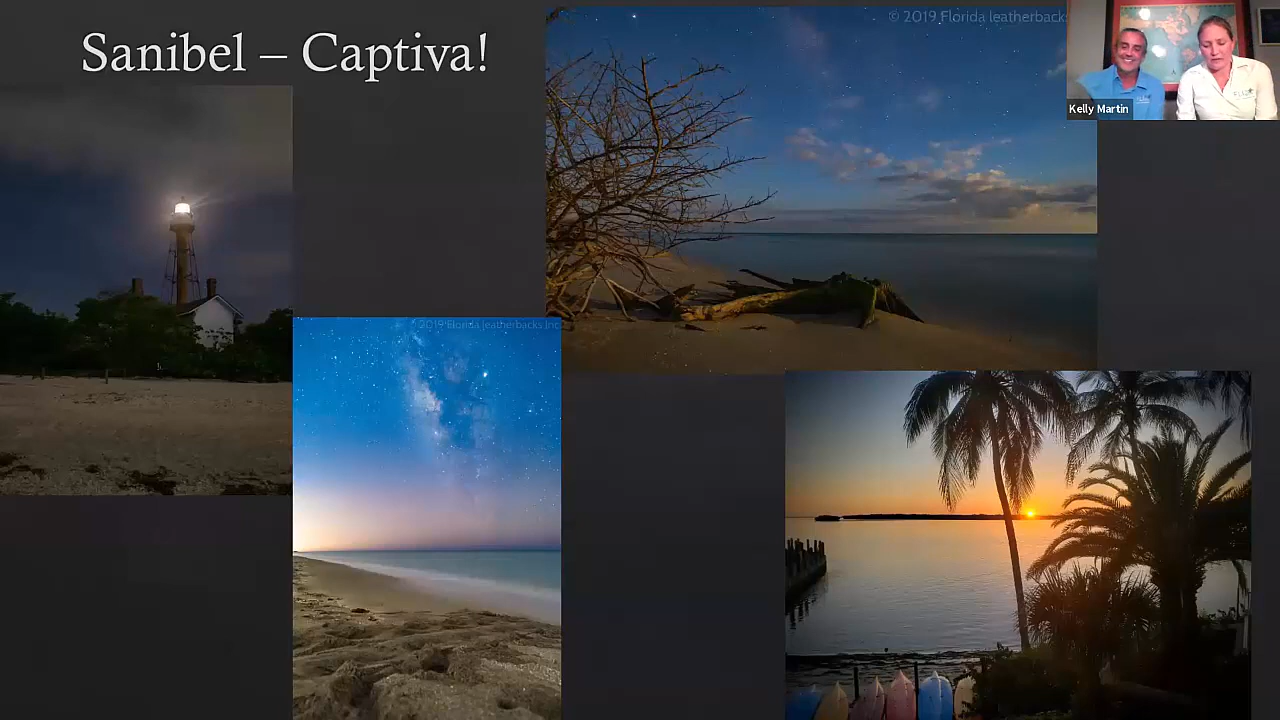 Sanibel – Captiva!
© 2019 Florida leatherbacks
Kelly Martin
©2019 Florida leatherbacks Inc